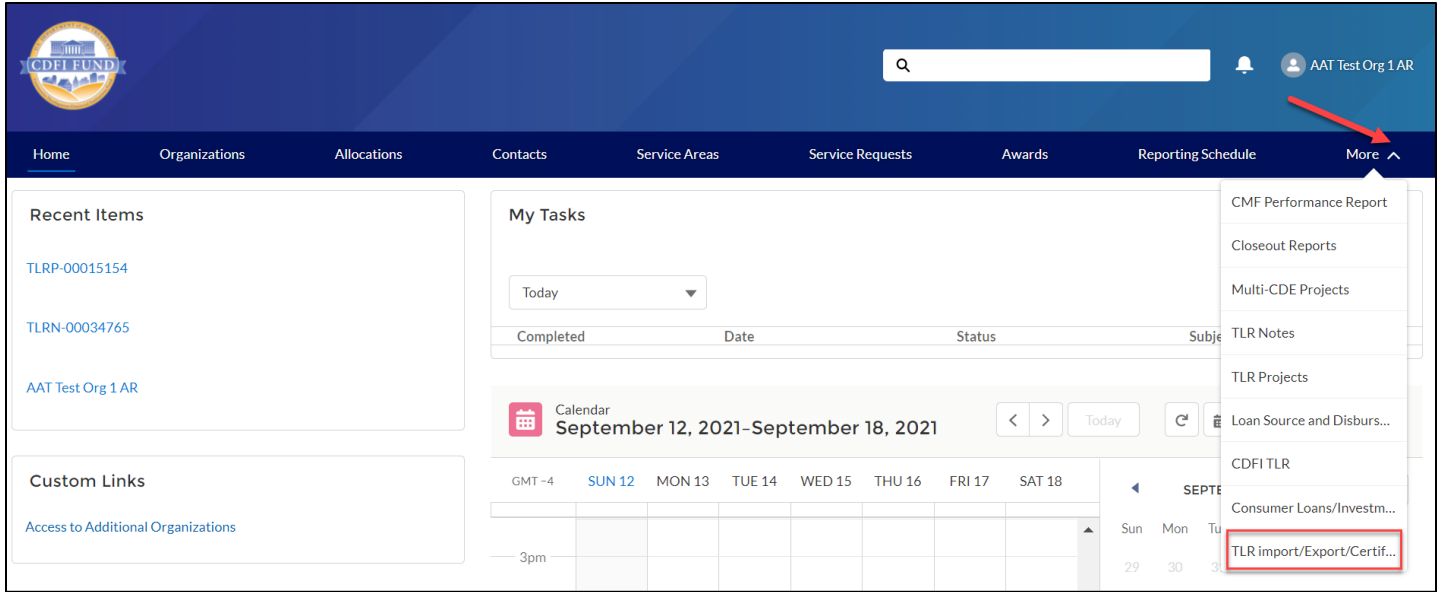 CDFI FUND
AAT Test Org 1 AR
Home Organizations Allocations Contacts Service Areas Service Requests Awards Reporting Schedule More
Recent Items
TLRP-00015154
TLRN-00034765
AAT Test Org 1 AR
Custom Links
Access to Additional Organizations
My Tasks
Today
Completed Date Status Subje
Calendar
September 12, 2021–September 18, 2021
Today
GMT −4 SUN 12 MON 13 TUE 14 WED 15 THU 16 FRI 17 SAT 18
3pm
SEPTE
Sun Mon Tu
29 30
CMF Performance Report
Closeout Reports
Multi-CDE Projects
TLR Notes
TLR Projects
Loan Source and Disburs...
CDFI TLR
Consumer Loans/Investm...
TLR import/Export/Certif...